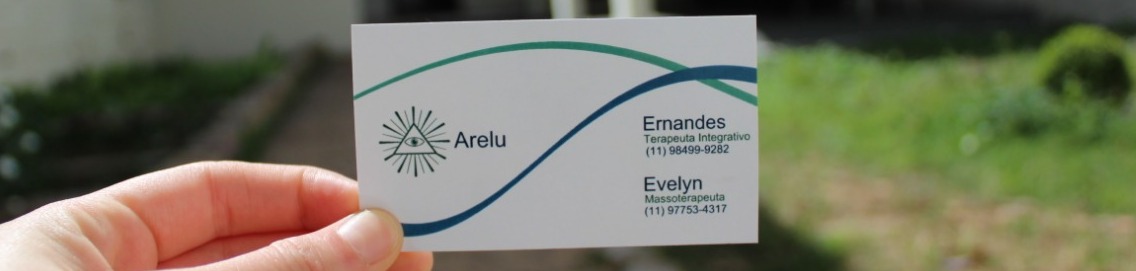 Arelu
Ernandes
Terapeuta Integrativo
(11) 98499-9282
Evelyn
Massoterapeuta
(11) 97753-4317